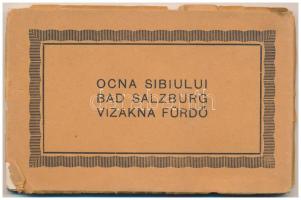 OCNA SIBIULUI
BAD SALZBURG
VIZAKNA FÜRDŐ